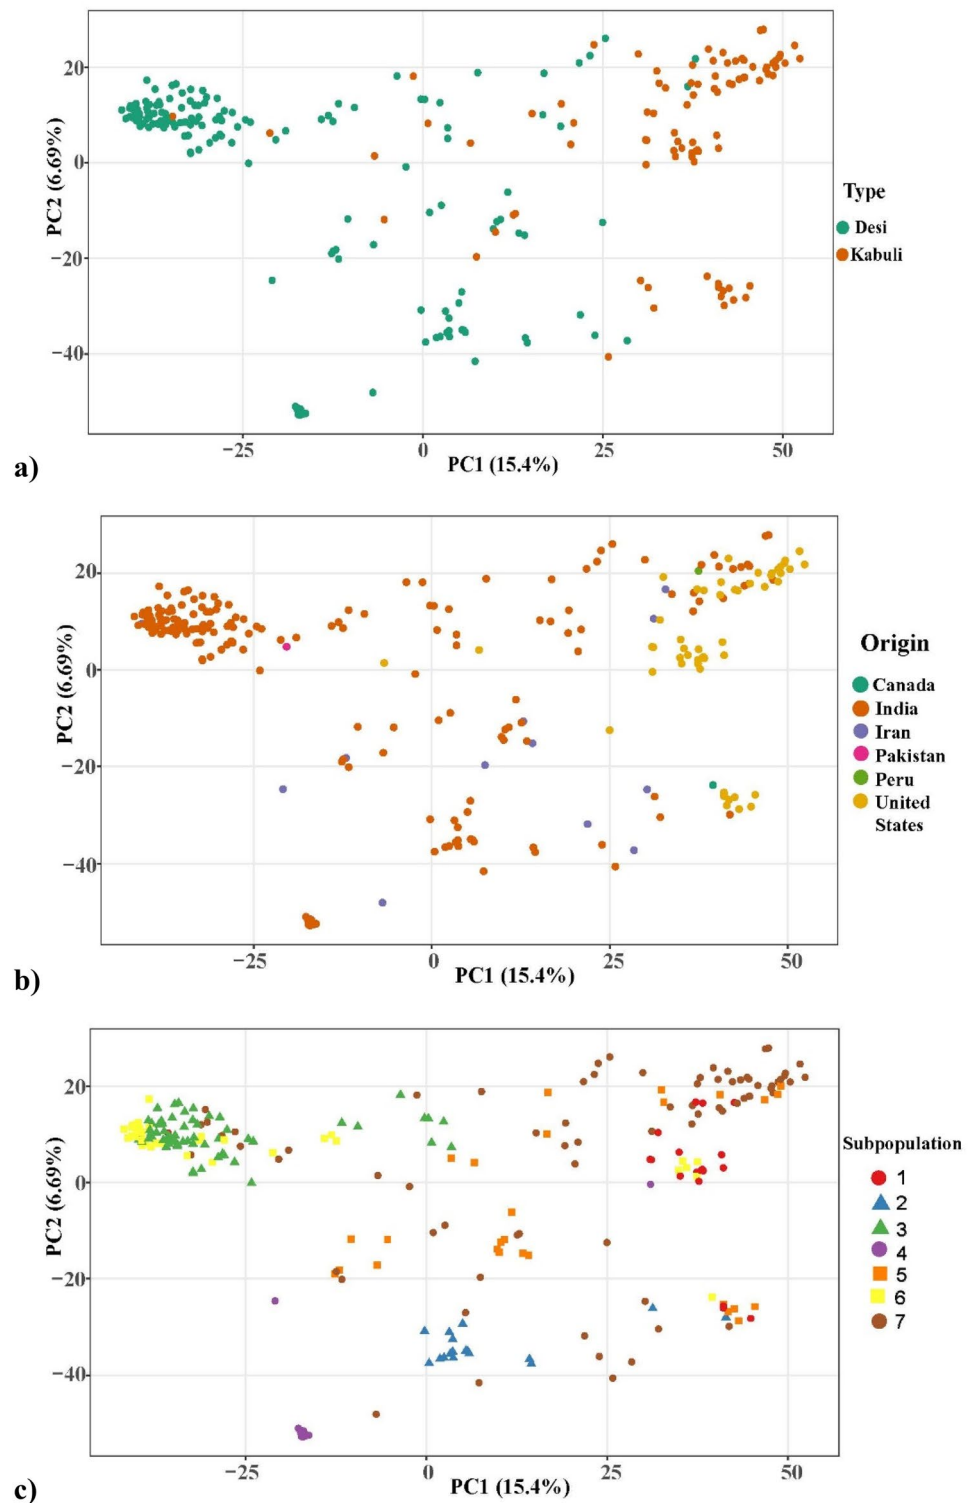 20
0
−20
−40
PC2 (6.69%)
−25
0
25
50
PC1 (15.4%)
Type
Desi
Kabuli
a)
20
0
−20
−40
PC2 (6.69%)
−25
0
25
50
PC1 (15.4%)
Origin
Canada
India
Iran
Pakistan
Peru
United
States
b)
20
0
−20
−40
PC2 (6.69%)
−25
0
25
50
PC1 (15.4%)
Subpopulation
1
2
3
4
5
6
7
c)